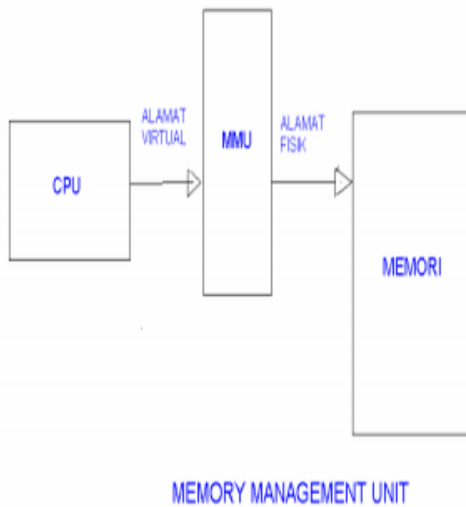 CPU
ALAMAT
VIRTUAL
MMU
ALAMAT
FISIK
MEMORI
MEMORY MANAGEMENT UNIT